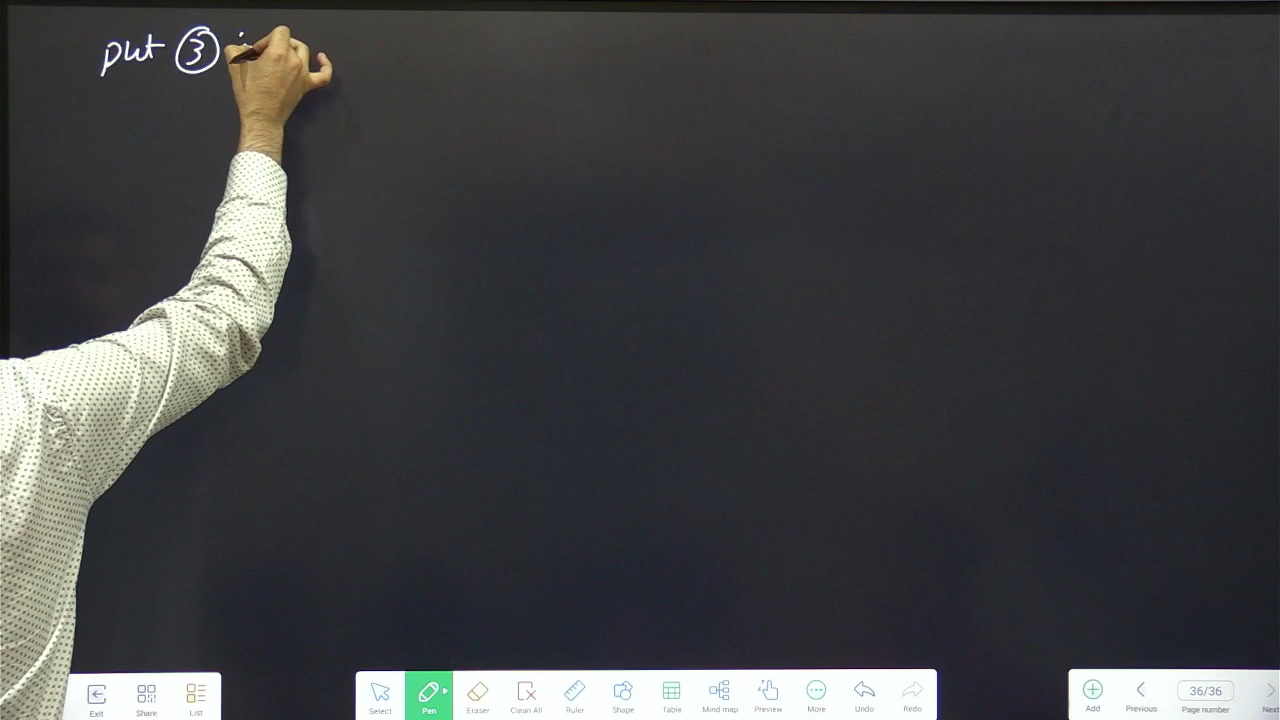 put ③
Exit Share List Select Pen Eraser Clean All Ruler Shape Table Mind map Preview More Undo Redo Add Previous 36/36 Page number Next